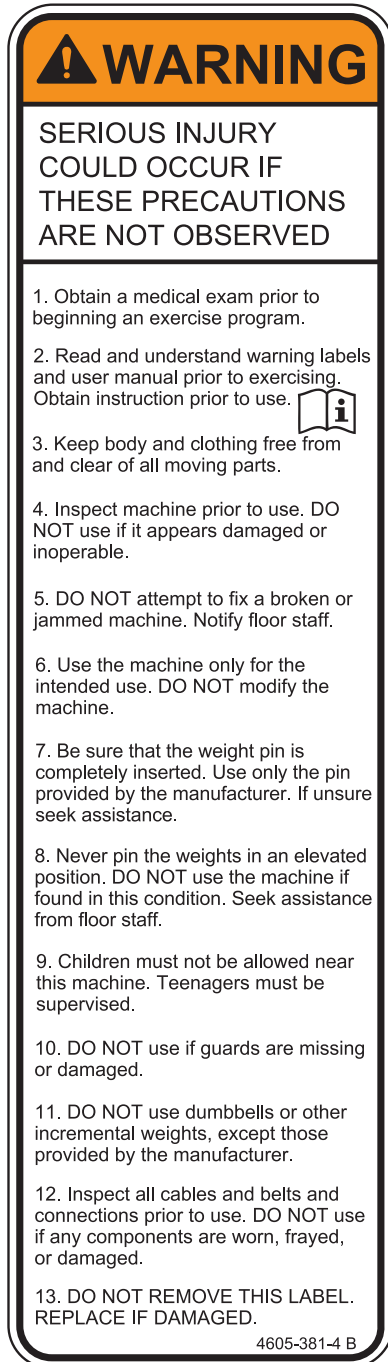 WARNING
SERIOUS INJURY
COULD OCCUR IF
THESE PRECAUTIONS
ARE NOT OBSERVED
1. Obtain a medical exam prior to
beginning an exercise program.
2. Read and understand warning labels
and user manual prior to exercising.
Obtain instruction prior to use.
3. Keep body and clothing free from
and clear of all moving parts.
4. Inspect machine prior to use. DO
NOT use if it appears damaged or
inoperable.
5. DO NOT attempt to fix a broken or
jammed machine. Notify floor staff.
6. Use the machine only for the
intended use. DO NOT modify the
machine.
7. Be sure that the weight pin is
completely inserted. Use only the pin
provided by the manufacturer. If unsure
seek assistance.
8. Never pin the weights in an elevated
position. DO NOT use the machine if
found in this condition. Seek assistance
from floor staff.
9. Children must not be allowed near
this machine. Teenagers must be
supervised.
10. DO NOT use if guards are missing
or damaged.
11. DO NOT use dumbbells or other
incremental weights, except those
provided by the manufacturer.
12. Inspect all cables and belts and
connections prior to use. DO NOT use
if any components are worn, frayed,
or damaged.
13. DO NOT REMOVE THIS LABEL.
REPLACE IF DAMAGED.
4605-381-4 B